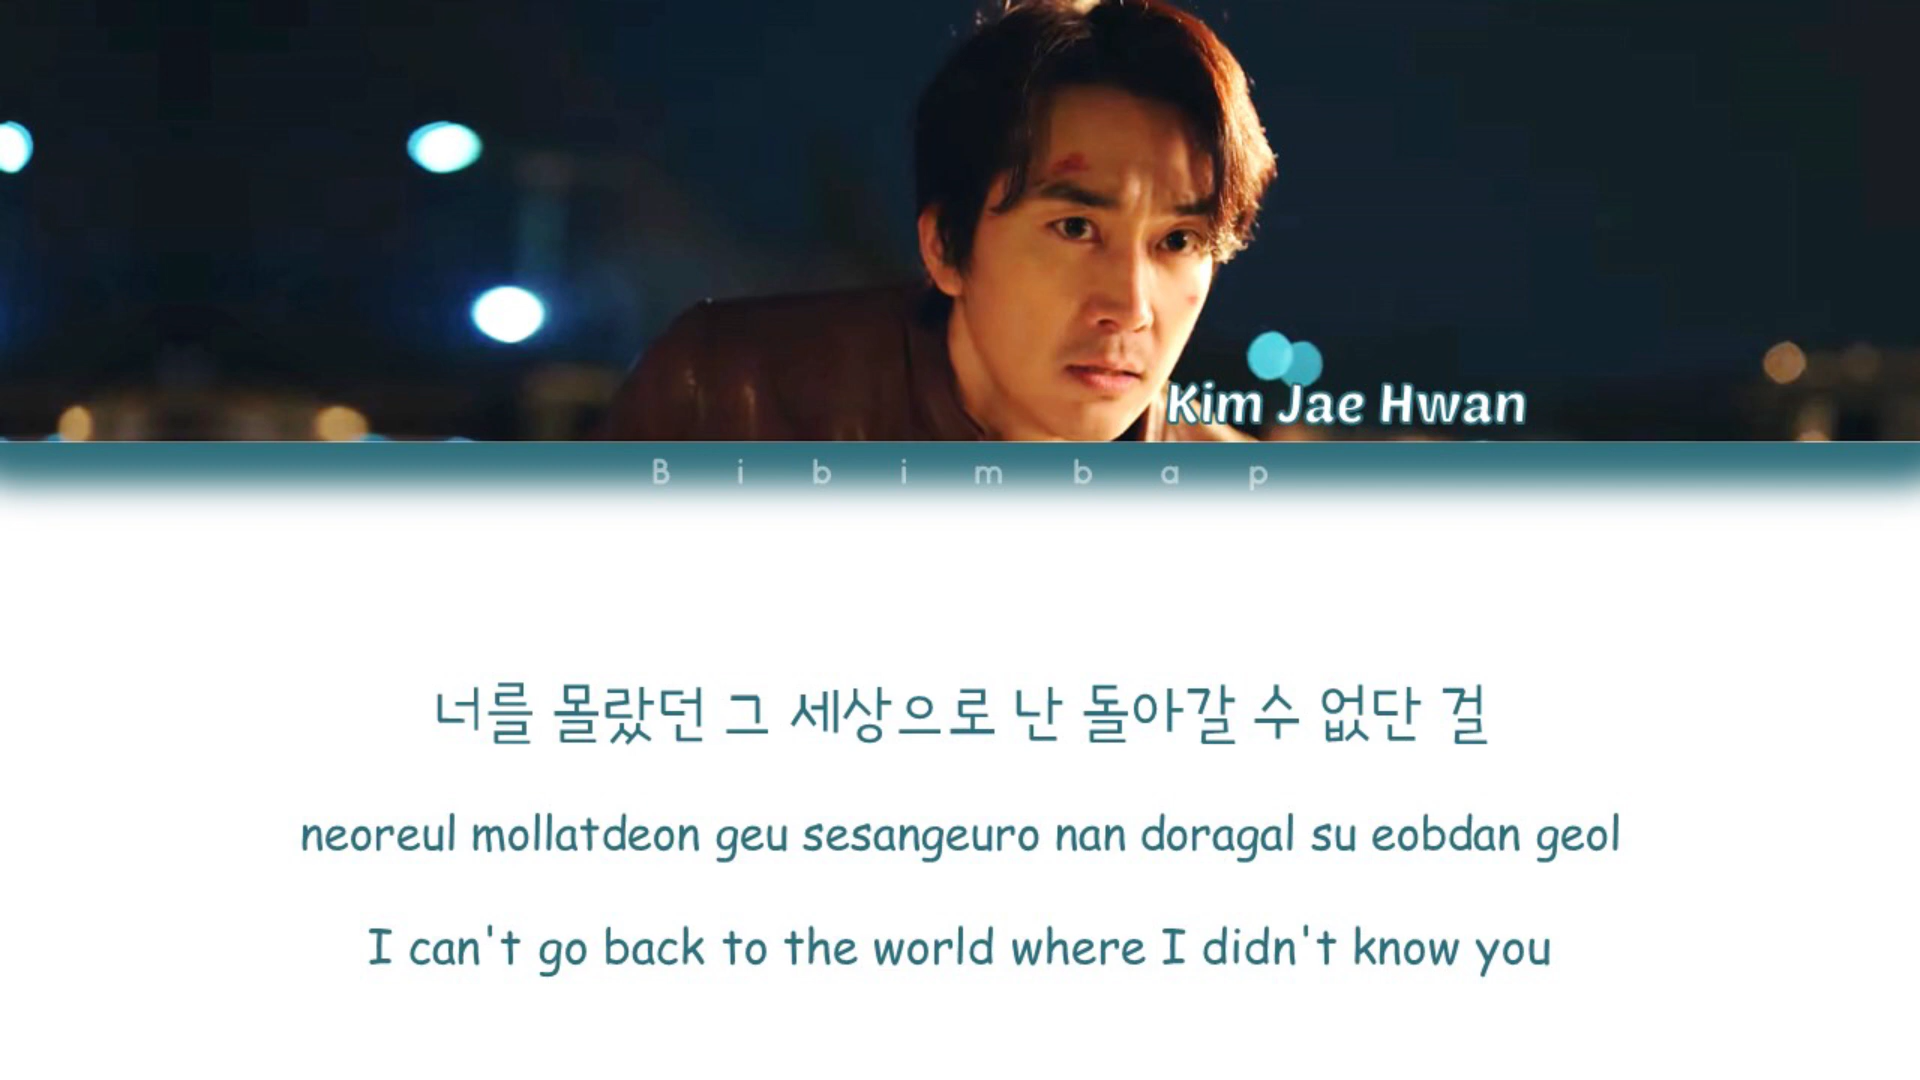 Kim Jae Hwan
Bibimbap
너를 몰랐던 그 세상으로 난 돌아갈 수 없단 걸
neoreul mollatdeon geu sesangeuro nan doragal su eobdan geol
I can't go back to the world where I didn't know you